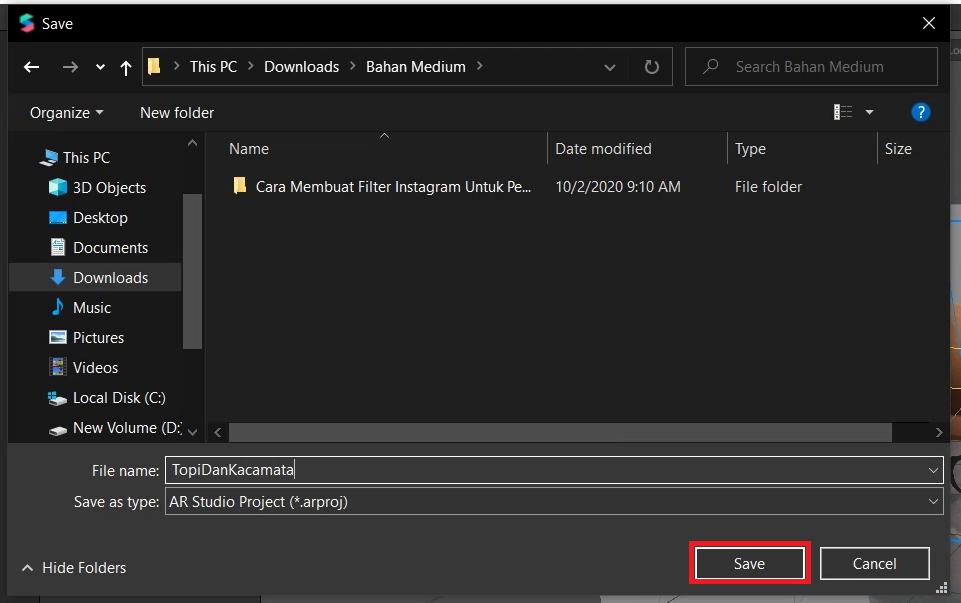 Save
This PC > Downloads > Bahan Medium >
Search Bahan Medium
Organize
New folder
?
Name
Date modified
Type
Size
This PC
3D Objects
Desktop
Documents
Downloads
Music
Pictures
Videos
Local Disk (C:)
New Volume (D:
Cara Membuat Filter Instagram Untuk Pe...
10/2/2020 9:10 AM
File folder
File name: TopiDanKacamata
Save as type: AR Studio Project (*.arproj)
Hide Folders
Save
Cancel